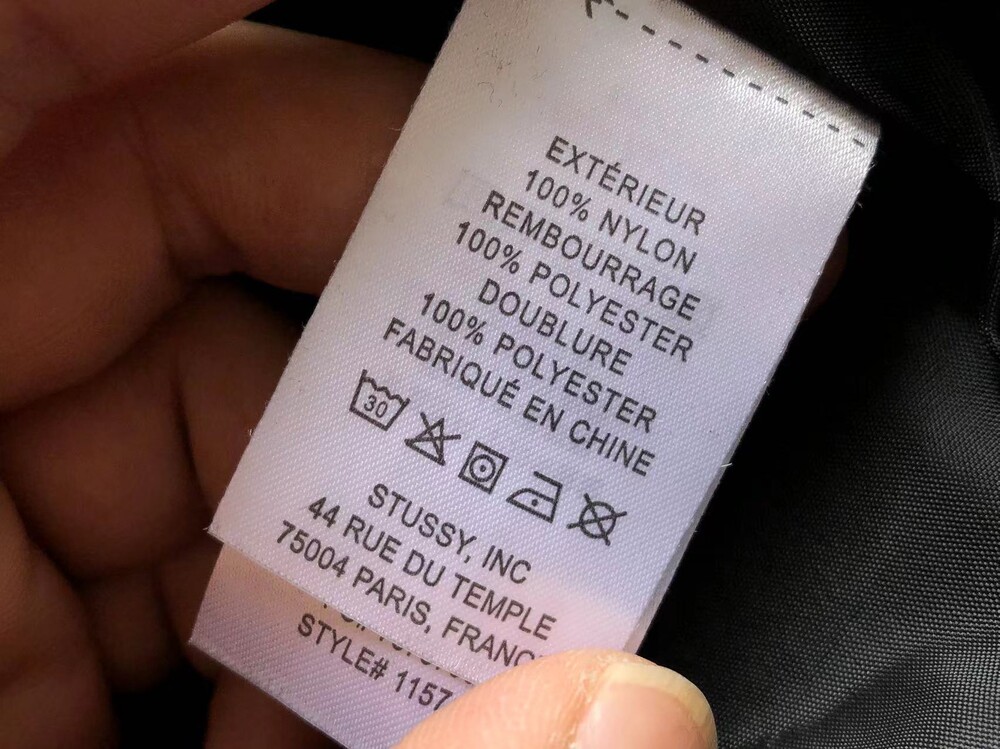 EXTÉRIEUR
100% NYLON
REMBOURRAGE
100% POLYESTER
DOUBLURE
100% POLYESTER
FABRIQUÉ EN CHINE
30
STUSSY, INC
44 RUE DU TEMPLE
75004 PARIS, FRANC
STYLE# 1157